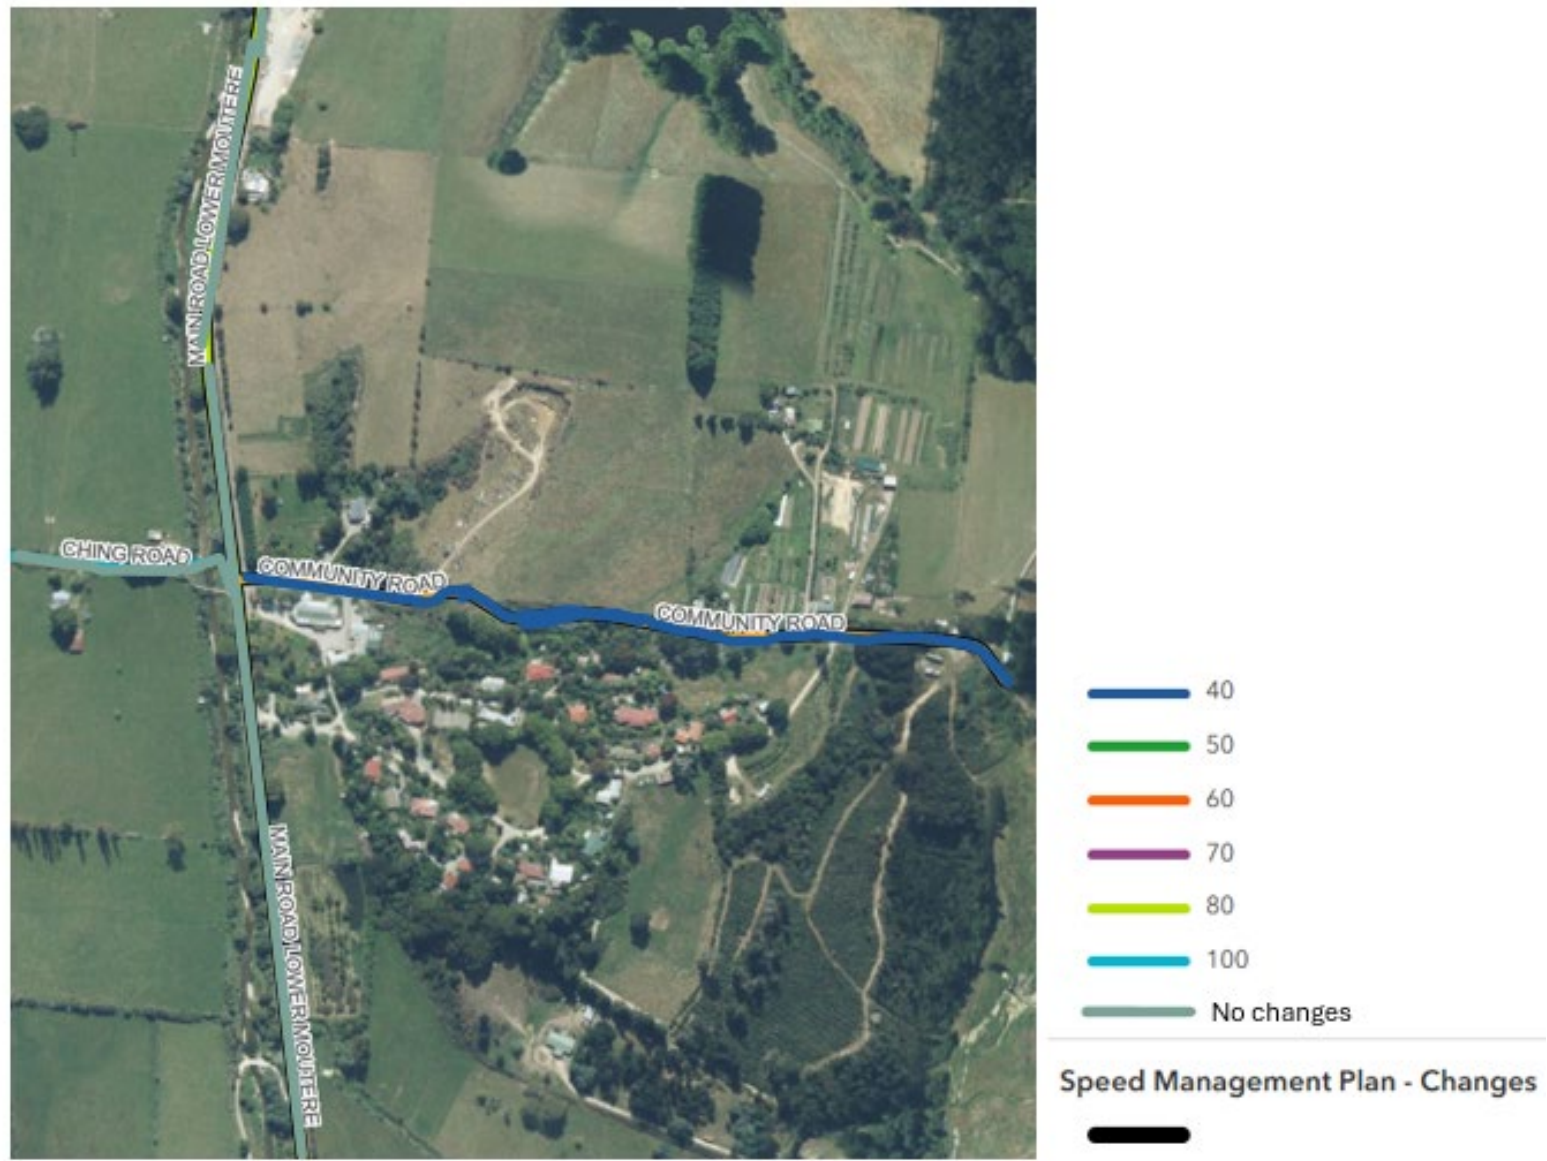 MAIN ROAD LOWER MOUTERE
CHING ROAD
COMMUNITY ROAD
COMMUNITY ROAD
MAIN ROAD LOWER MOUTERE
40
50
60
70
80
100
No changes
Speed Management Plan - Changes